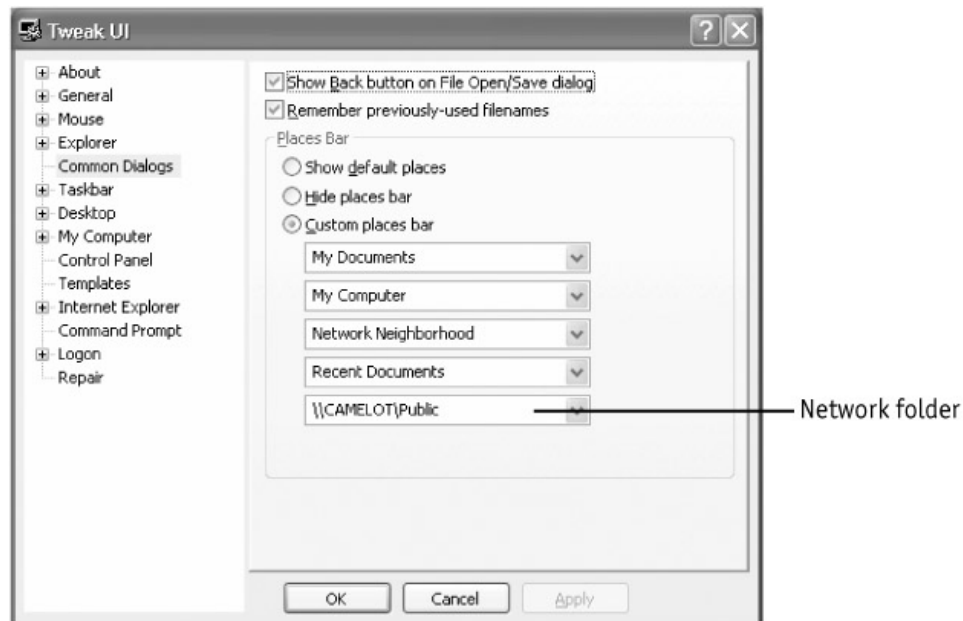 Tweak UI
About
General
Mouse
Explorer
Common Dialogs
Taskbar
Desktop
My Computer
Control Panel
Templates
Internet Explorer
Command Prompt
Logon
Repair
Show Back button on File Open/Save dialog
Remember previously-used filenames
Places Bar
Show default places
Hide places bar
Custom places bar
My Documents
My Computer
Network Neighborhood
Recent Documents
\\CAMELOT\Public
Network folder
OK
Cancel
Apply